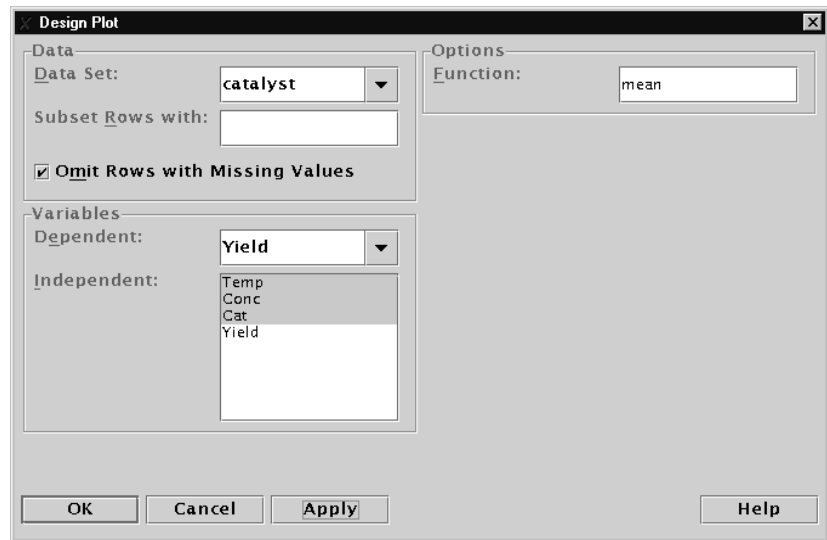 Design Plot
Data
Data Set:
catalyst
Subset Rows with:
Omit Rows with Missing Values
Variables
Dependent:
Yield
Independent:
Temp
Conc
Cat
Yield
Options
Function:
mean
OK
Cancel
Apply
Help